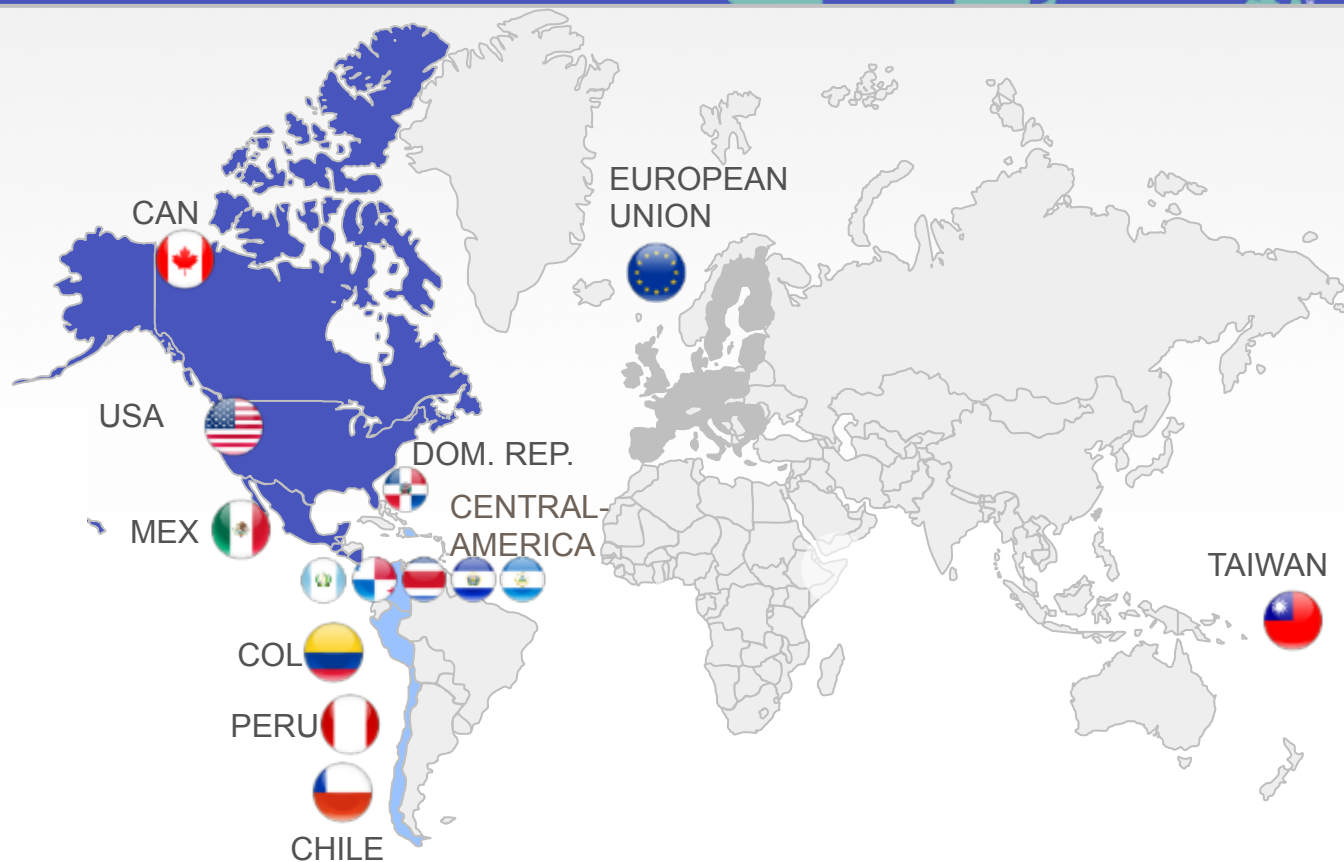 EUROPEAN
UNION
CAN
USA
DOM. REP.
CENTRAL-
AMERICA
MEX
TAIWAN
COL
PERU
CHILE